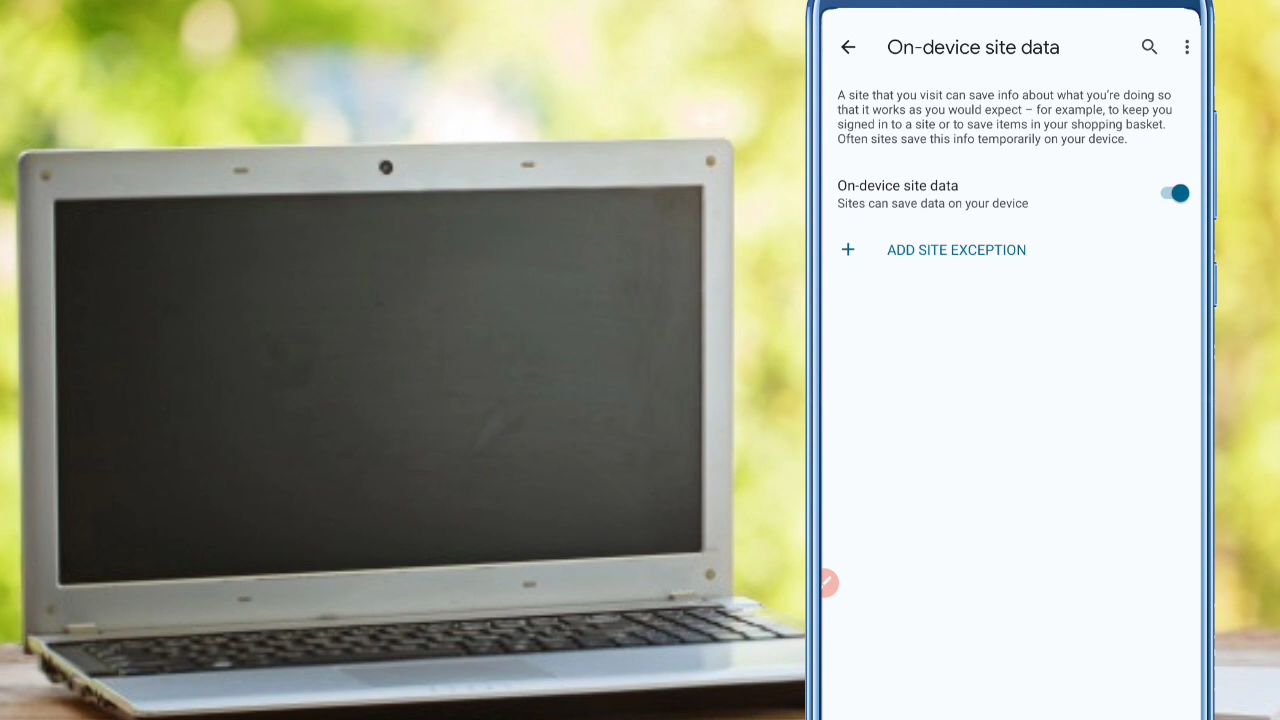 On-device site data
A site that you visit can save info about what you're doing so
that it works as you would expect – for example, to keep you
signed in to a site or to save items in your shopping basket.
Often sites save this info temporarily on your device.
On-device site data
Sites can save data on your device
ADD SITE EXCEPTION